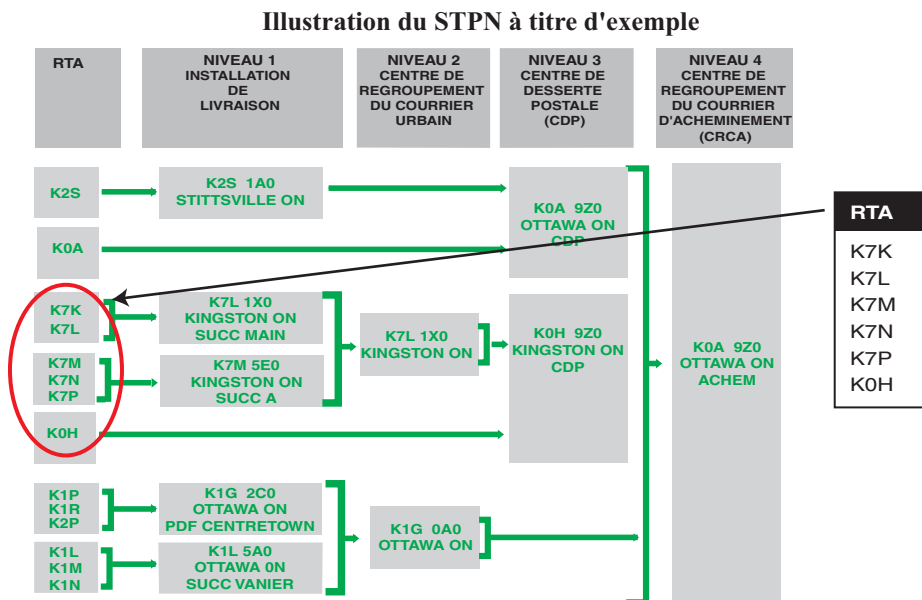 Illustration du STPN à titre d'exemple
RTA
NIVEAU 1
INSTALLATION
DE
LIVRAISON
NIVEAU 2
CENTRE DE
REGROUPEMENT
DU COURRIER
URBAIN
NIVEAU 3
CENTRE DE
DESSERTE
POSTALE
(CDP)
NIVEAU 4
CENTRE DE
REGROUPEMENT
DU COURRIER
D'ACHEMINEMENT
(CRCA)
K2S
K2S 1A0
STITTSVILLE ON
K0A
K0A 9Z0
OTTAWA ON
CDP
K7K
K7L
K7L 1X0
KINGSTON ON
SUCC MAIN
K7M
K7N
K7P
K7M 5E0
KINGSTON ON
SUCC A
K7L 1X0
KINGSTON ON
K0H
K0H 9Z0
KINGSTON ON
CDP
K0A 9Z0
OTTAWA ON
ACHEM
K1P
K1R
K2P
K1G 2C0
OTTAWA ON
PDF CENTRETOWN
K1L
K1M
K1N
K1L 5A0
OTTAWA 0N
SUCC VANIER
K1G 0A0
OTTAWA ON
RTA
K7K
K7L
K7M
K7N
K7P
K0H